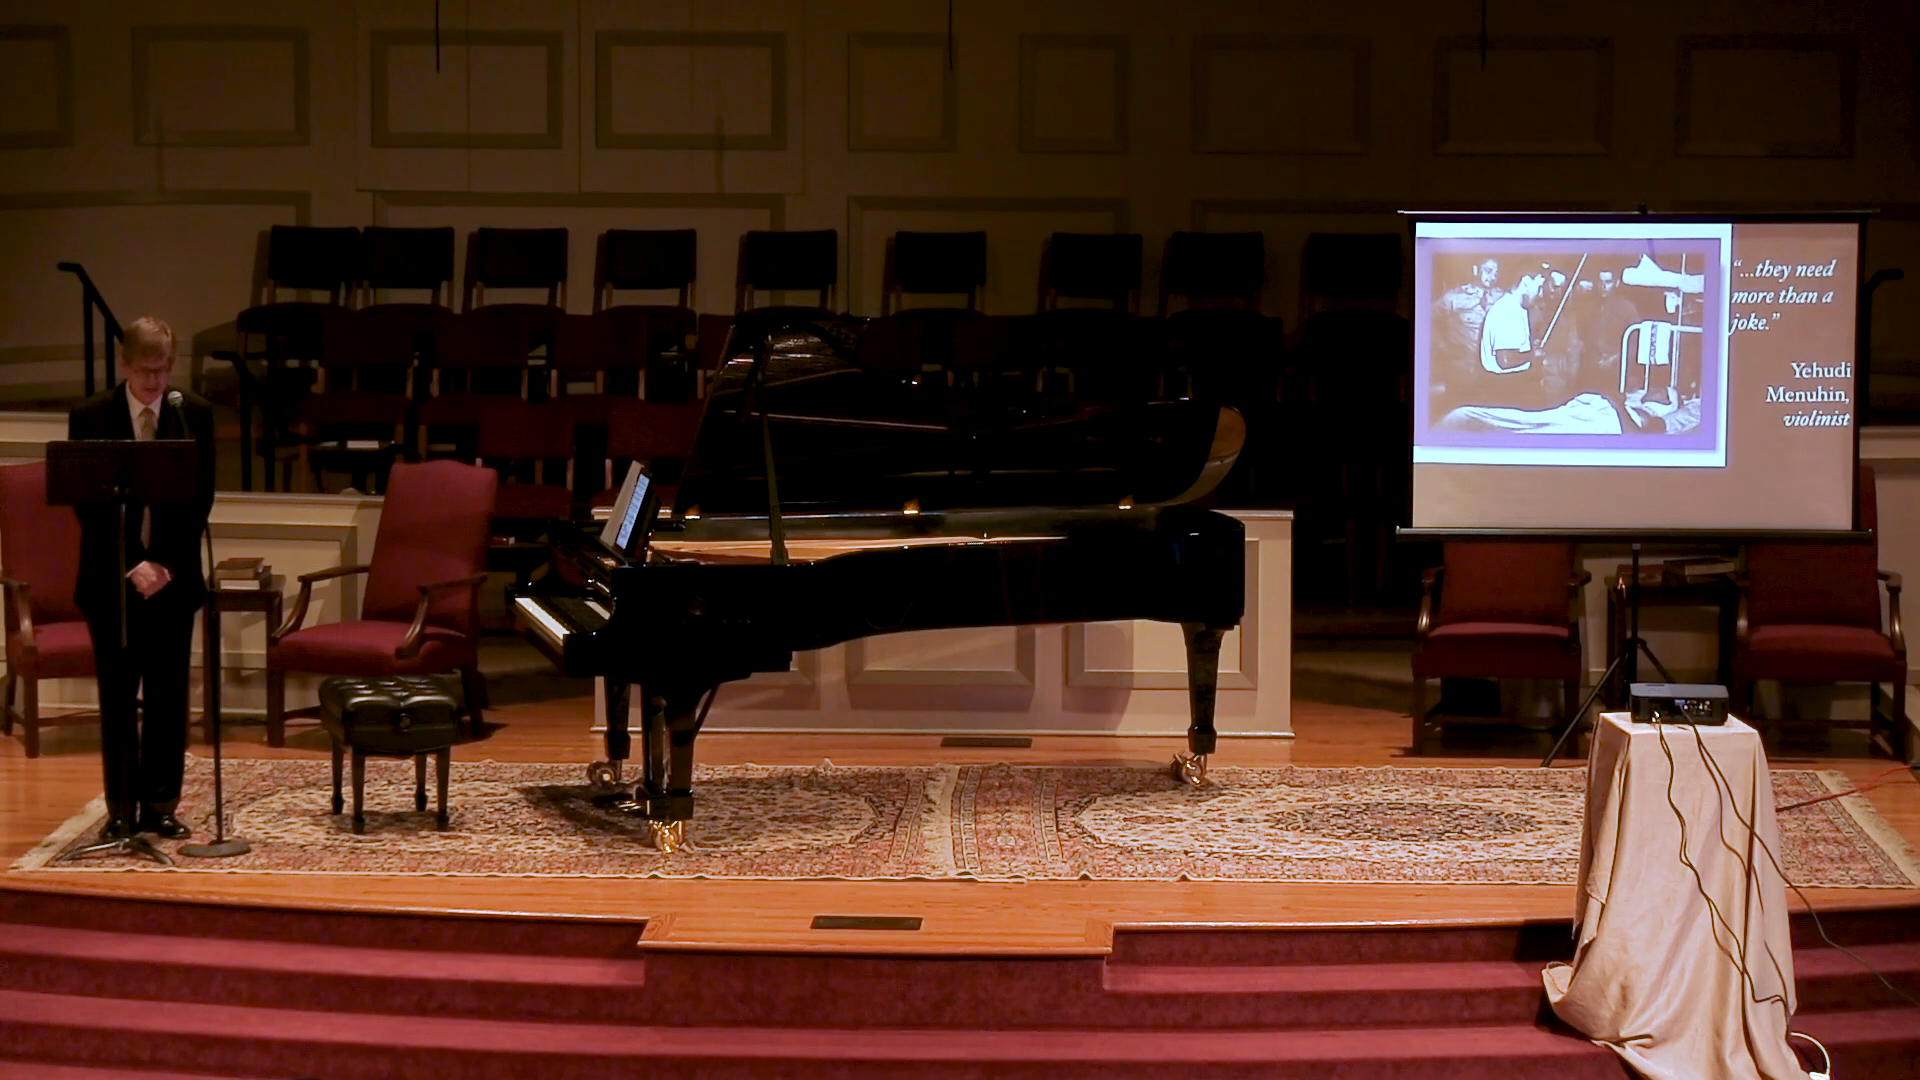 “...they need
more than a
joke.”
Yehudi
Menuhin,
violinist